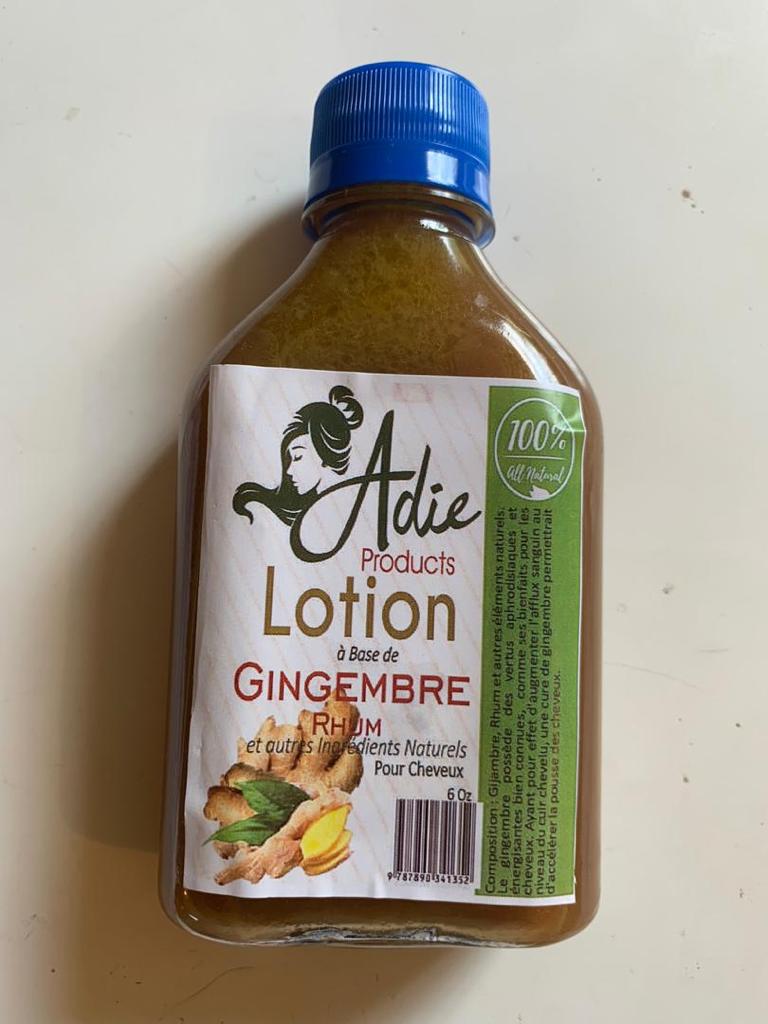 Adie
Products
Lotion
à Base de
GINGEMBRE
RHUM
et autres Ingrédients Naturels
Pour Cheveux
6 Oz
9 787890 341352
100%
All Natural
Composition : Gijambre, Rhum et autres éléments naturels.
Le gingembre possède des vertus aphrodisiaques et
énergisantes bien connues, comme ses bienfaits pour les
cheveux. Ayant pour effet d'augmenter l'afflux sanguin au
niveau du cuir chevelu, une cure de gingembre permettrait
d'accélérer la pousse des cheveux.